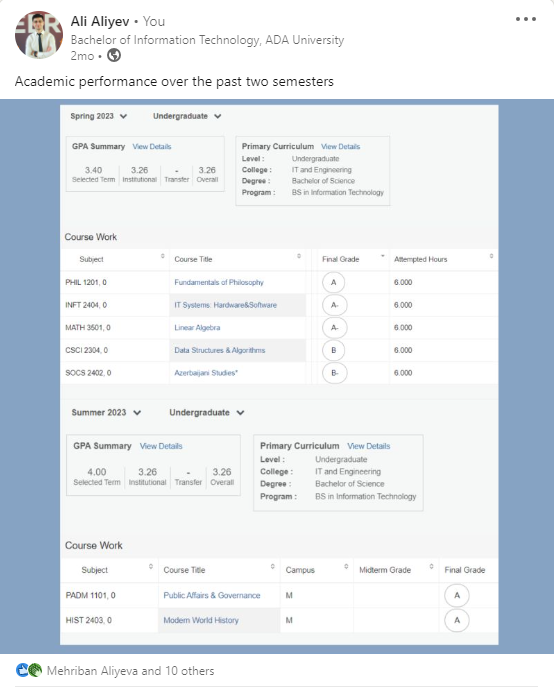 Ali Aliyev • You
Bachelor of Information Technology, ADA University
2mo •
Academic performance over the past two semesters
Spring 2023 Undergraduate
GPA Summary View Details
3.40 3.26 - 3.26
Selected Term Institutional Transfer Overall
Primary Curriculum View Details
Level : Undergraduate
College : IT and Engineering
Degree : Bachelor of Science
Program : BS in Information Technology
Course Work
Subject Course Title Final Grade Attempted Hours
PHIL 1201, 0 Fundamentals of Philosophy A 6.000
INFT 2404, 0 IT Systems: Hardware&Software A- 6.000
MATH 3501, 0 Linear Algebra A- 6.000
CSCI 2304, 0 Data Structures & Algorithms B 6.000
SOCS 2402, 0 Azerbaijani Studies* B- 6.000
Summer 2023 Undergraduate
GPA Summary View Details
4.00 3.26 - 3.26
Selected Term Institutional Transfer Overall
Primary Curriculum View Details
Level : Undergraduate
College : IT and Engineering
Degree : Bachelor of Science
Program : BS in Information Technology
Course Work
Subject Course Title Campus Midterm Grade Final Grade
PADM 1101, 0 Public Affairs & Governance M A
HIST 2403, 0 Modern World History M A
Mehriban Aliyeva and 10 others